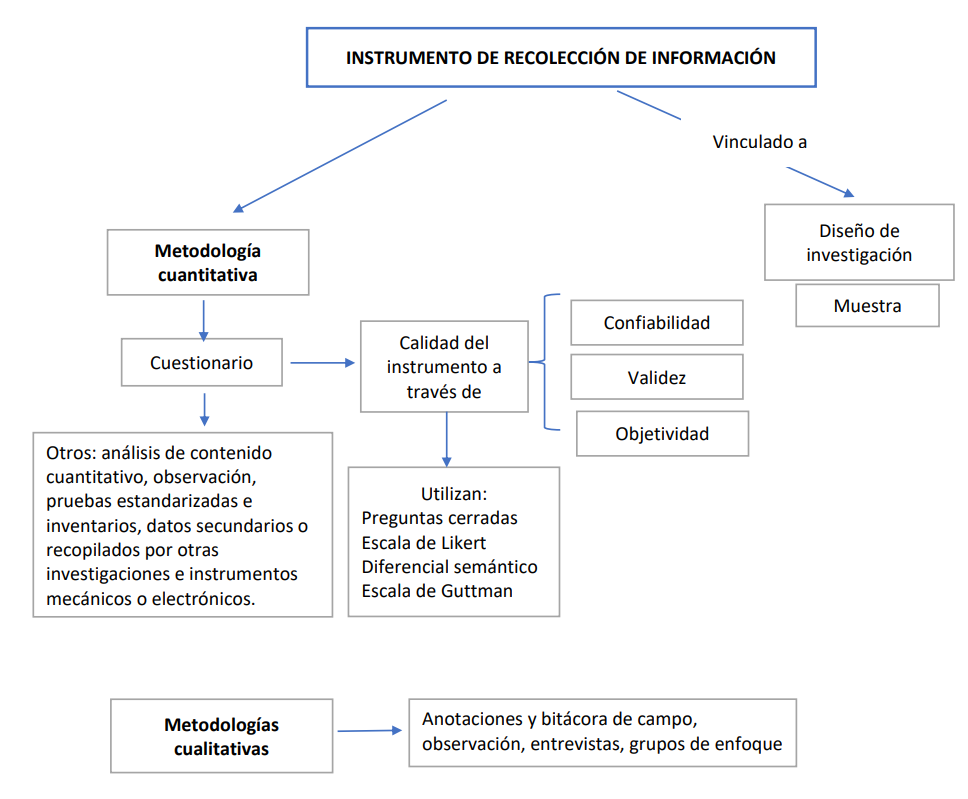 INSTRUMENTO DE RECOLECCIÓN DE INFORMACIÓN
Vinculado a
Diseño de
investigación
Muestra
Metodología
cuantitativa
Cuestionario
Calidad del
instrumento a
través de
Confiabilidad
Validez
Objetividad
Otros: análisis de contenido
cuantitativo, observación,
pruebas estandarizadas e
inventarios, datos secundarios o
recopilados por otras
investigaciones e instrumentos
mecánicos o electrónicos.
Utilizan:
Preguntas cerradas
Escala de Likert
Diferencial semántico
Escala de Guttman
Metodologías
cualitativas
Anotaciones y bitácora de campo,
observación, entrevistas, grupos de enfoque